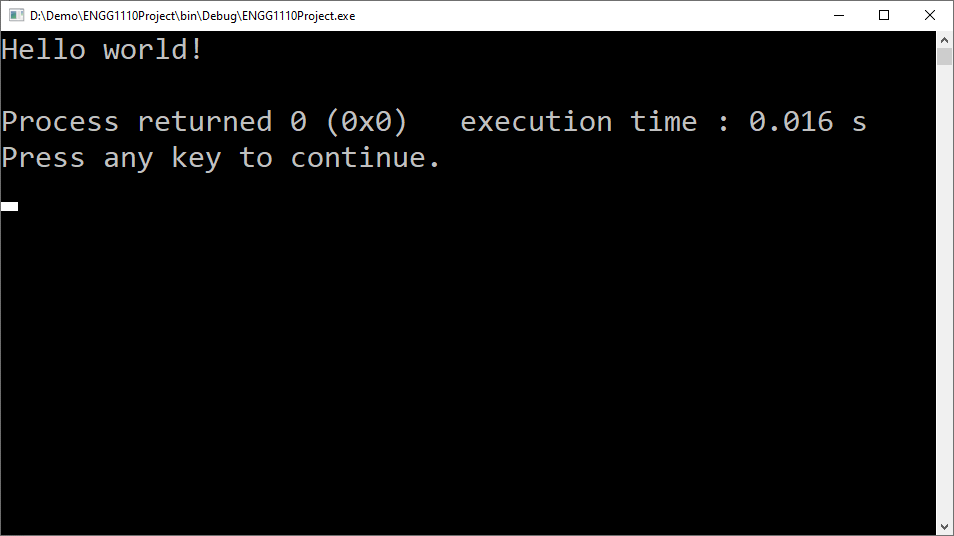 D:\Demo\ENGG1110Project\bin\Debug\ENGG1110Project.exe
Hello world!
Process returned 0 (0x0)   execution time : 0.016 s
Press any key to continue.